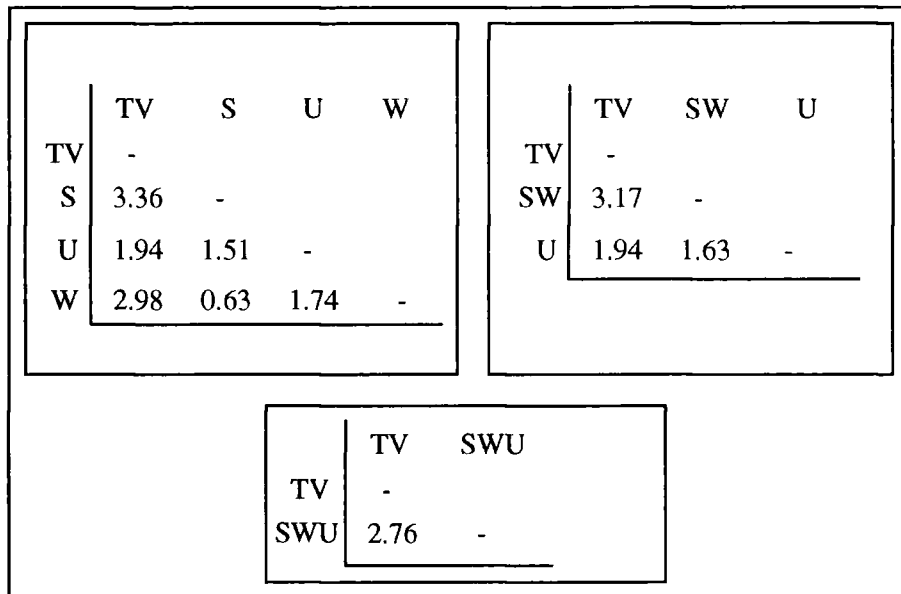 TV S U W
TV -
S 3.36 -
U 1.94 1.51 -
W 2.98 0.63 1.74 -
TV SW U
TV -
SW 3.17 -
U 1.94 1.63 -
TV SWU
TV -
SWU 2.76 -